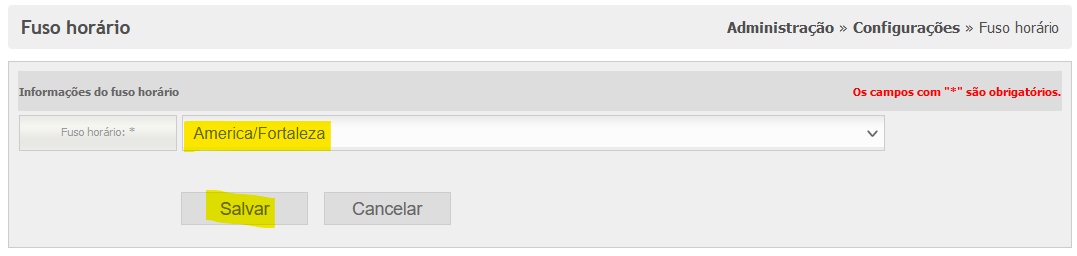 Fuso horário
Administração » Configurações » Fuso horário
Informações do fuso horário
Os campos com "*" são obrigatórios.
Fuso horário: *
America/Fortaleza
Salvar
Cancelar